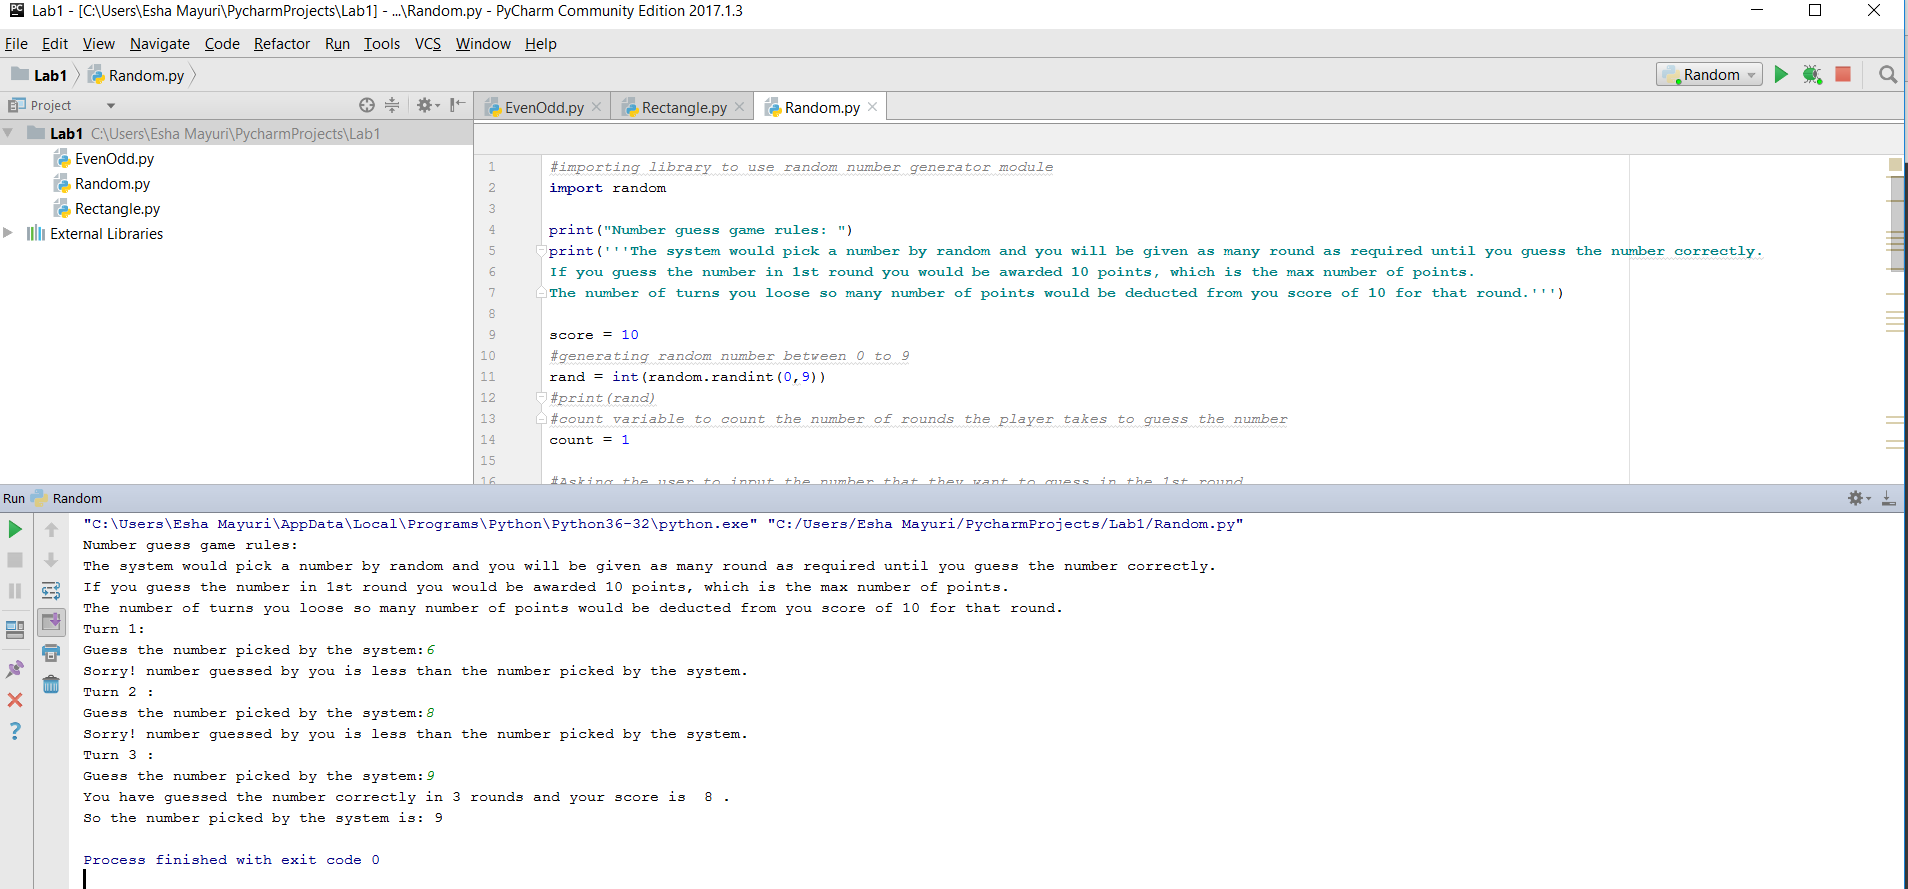 Lab1 - [C:\Users\Esha Mayuri\PycharmProjects\Lab1] - ...\Random.py - PyCharm Community Edition 2017.1.3
File Edit View Navigate Code Refactor Run Tools VCS Window Help
Lab1 Random.py
Random
Project
EvenOdd.py Rectangle.py Random.py
Lab1 C:\Users\Esha Mayuri\PycharmProjects\Lab1
EvenOdd.py
Random.py
Rectangle.py
External Libraries
1 #importing library to use random number generator module
2 import random
3
4 print("Number guess game rules: ")
5 print('''The system would pick a number by random and you will be given as many round as required until you guess the number correctly.
6 If you guess the number in 1st round you would be awarded 10 points, which is the max number of points.
7 The number of turns you loose so many number of points would be deducted from you score of 10 for that round.''')
8
9 score = 10
10 #generating random number between 0 to 9
11 rand = int(random.randint(0,9))
12 #print(rand)
13 #count variable to count the number of rounds the player takes to guess the number
14 count = 1
15
16 #Asking the user to input the number that they want to guess in the 1st round
Run Random
"C:\Users\Esha Mayuri\AppData\Local\Programs\Python\Python36-32\python.exe" "C:/Users/Esha Mayuri/PycharmProjects/Lab1/Random.py"
Number guess game rules:
The system would pick a number by random and you will be given as many round as required until you guess the number correctly.
If you guess the number in 1st round you would be awarded 10 points, which is the max number of points.
The number of turns you loose so many number of points would be deducted from you score of 10 for that round.
Turn 1:
Guess the number picked by the system:6
Sorry! number guessed by you is less than the number picked by the system.
Turn 2 :
Guess the number picked by the system:8
Sorry! number guessed by you is less than the number picked by the system.
Turn 3 :
Guess the number picked by the system:9
You have guessed the number correctly in 3 rounds and your score is  8 .
So the number picked by the system is: 9
Process finished with exit code 0